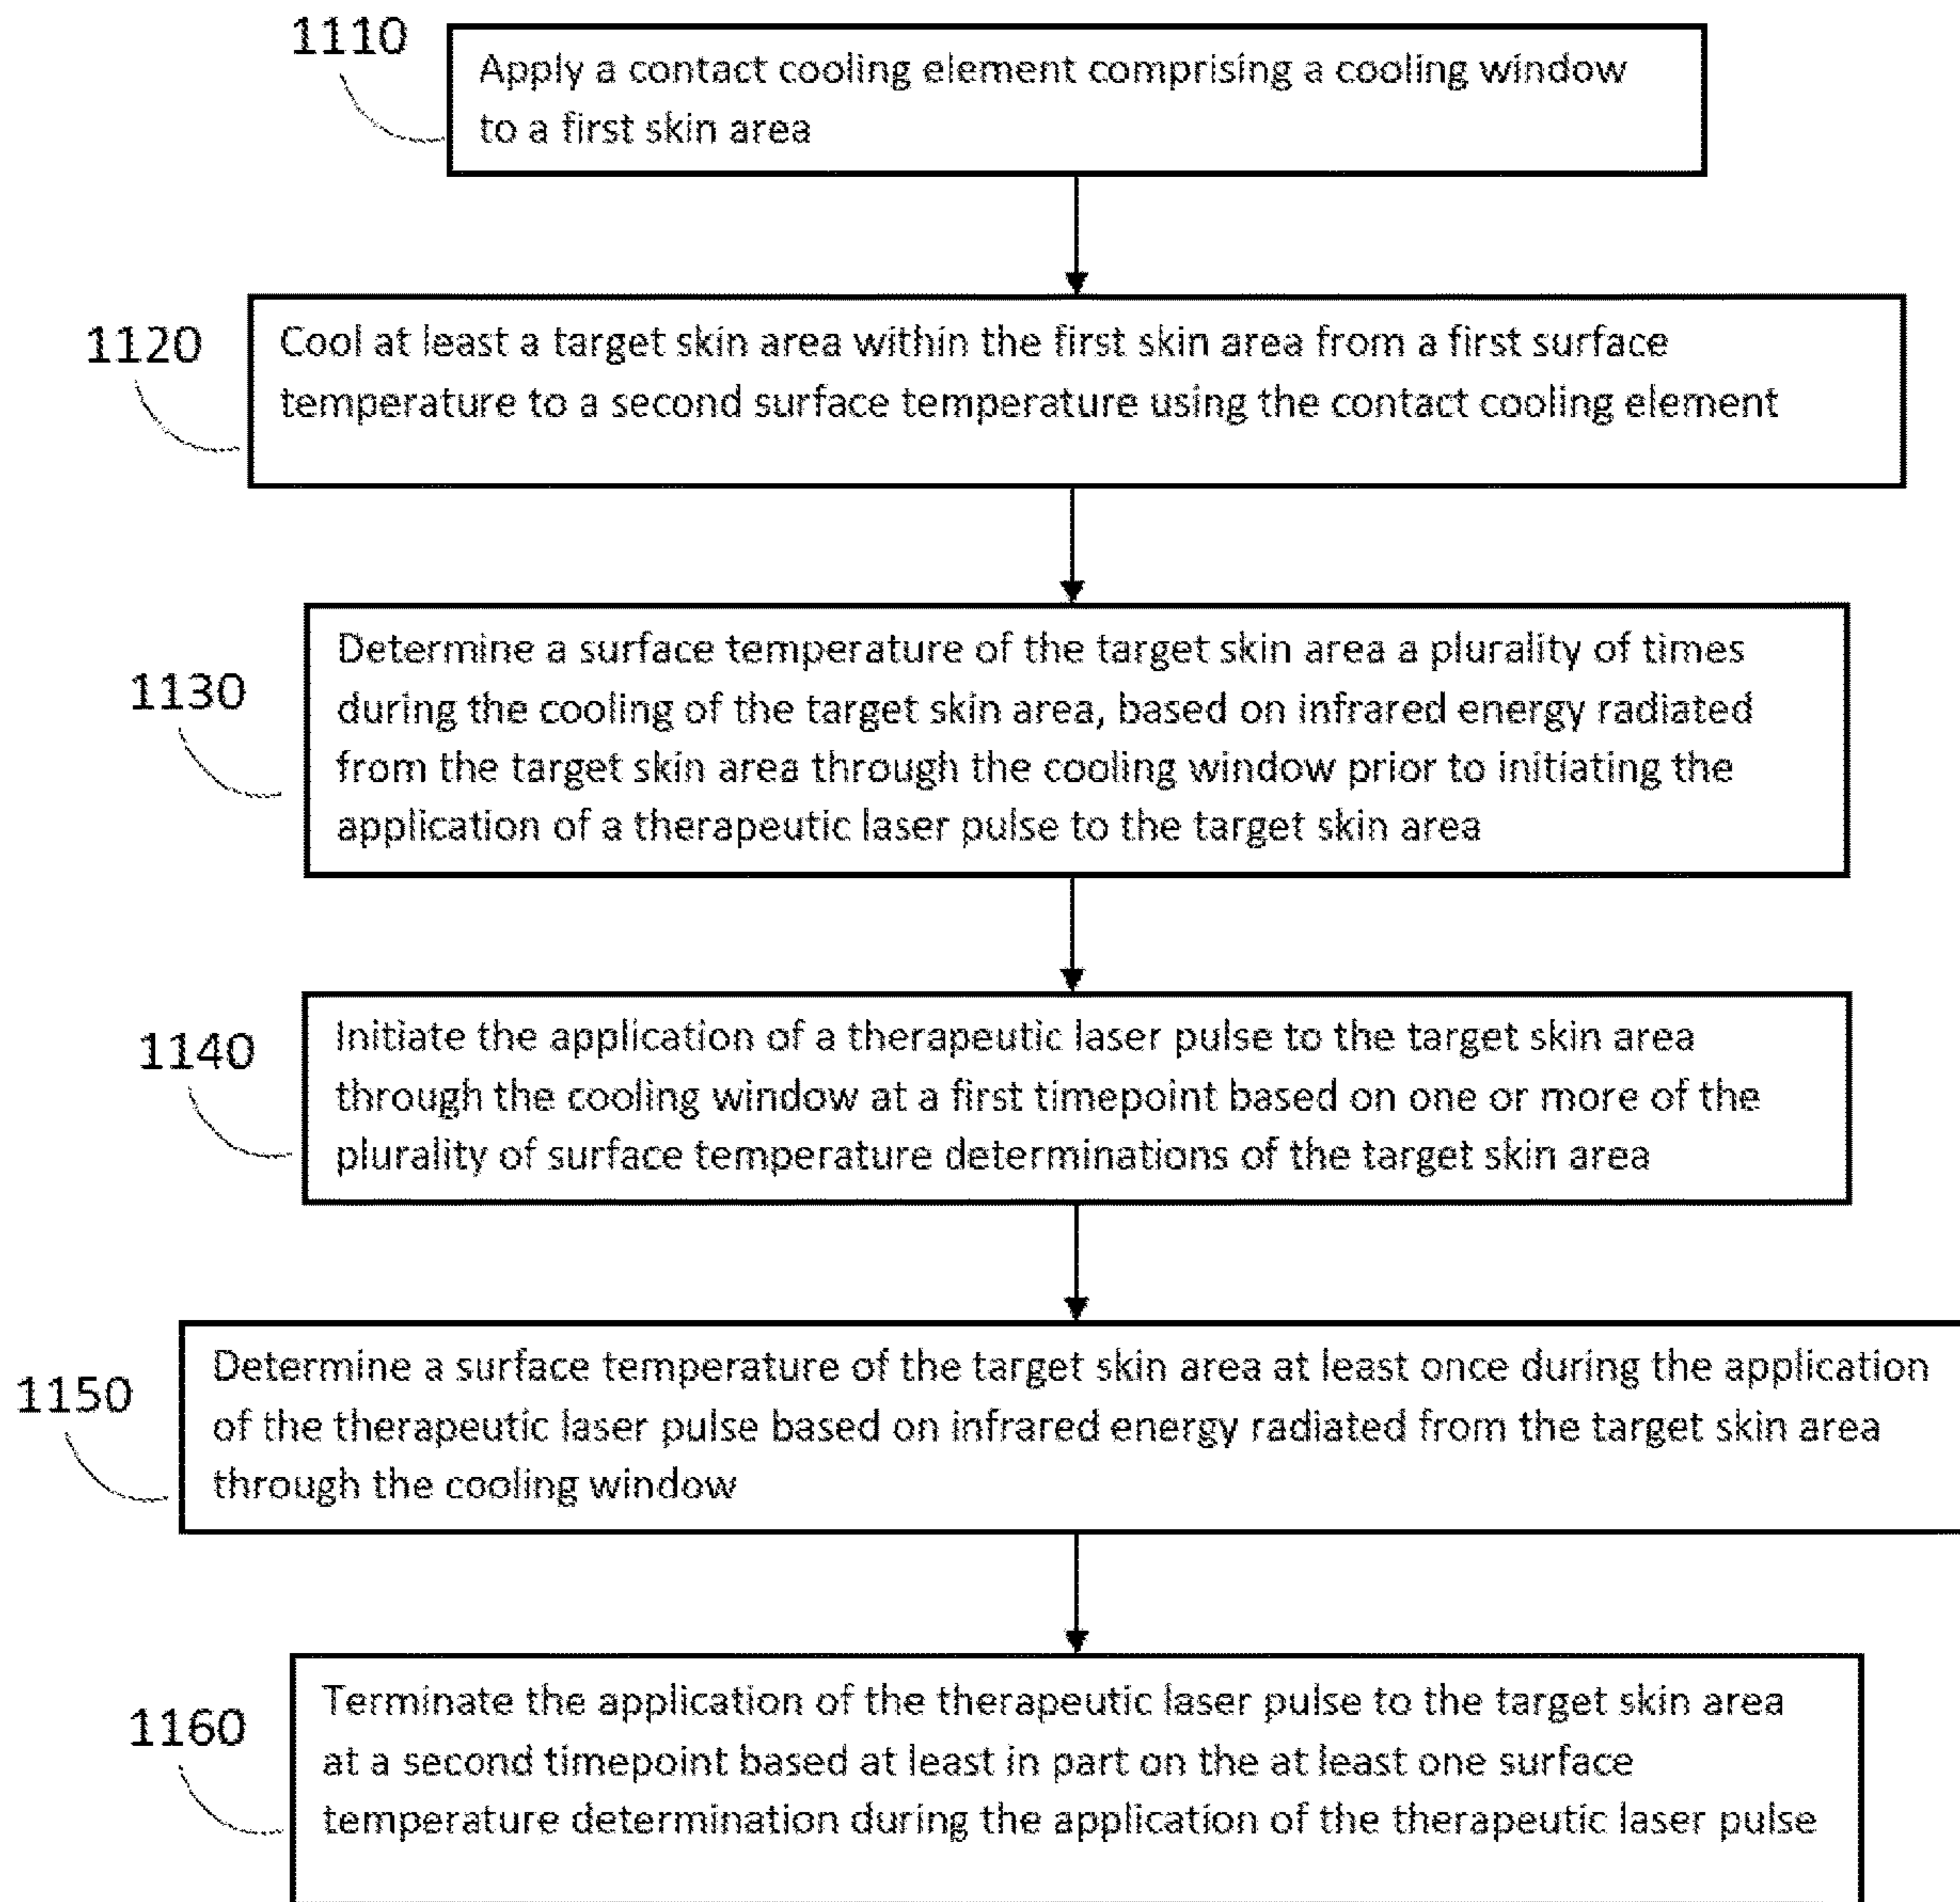 1110
Apply a contact cooling element comprising a cooling window
to a first skin area
1120
Cool at least a target skin area within the first skin area from a first surface
temperature to a second surface temperature using the contact cooling element
1130
Determine a surface temperature of the target skin area a plurality of times
during the cooling of the target skin area, based on infrared energy radiated
from the target skin area through the cooling window prior to initiating the
application of a therapeutic laser pulse to the target skin area
1140
Initiate the application of a therapeutic laser pulse to the target skin area
through the cooling window at a first timepoint based on one or more of the
plurality of surface temperature determinations of the target skin area
1150
Determine a surface temperature of the target skin area at least once during the application
of the therapeutic laser pulse based on infrared energy radiated from the target skin area
through the cooling window
1160
Terminate the application of the therapeutic laser pulse to the target skin area
at a second timepoint based at least in part on the at least one surface
temperature determination during the application of the therapeutic laser pulse